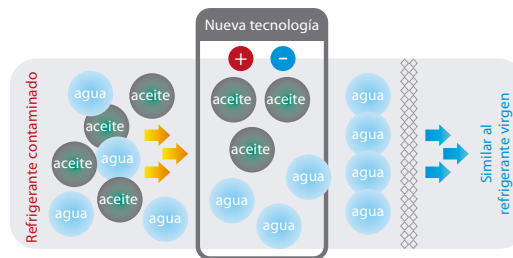 Nueva tecnología
+
−
Refrigerante contaminado
agua
aceite
aceite
aceite
agua
aceite
agua
agua
aceite
aceite
aceite
agua
agua
agua
agua
agua
agua
agua
Similar al
refrigerante virgen